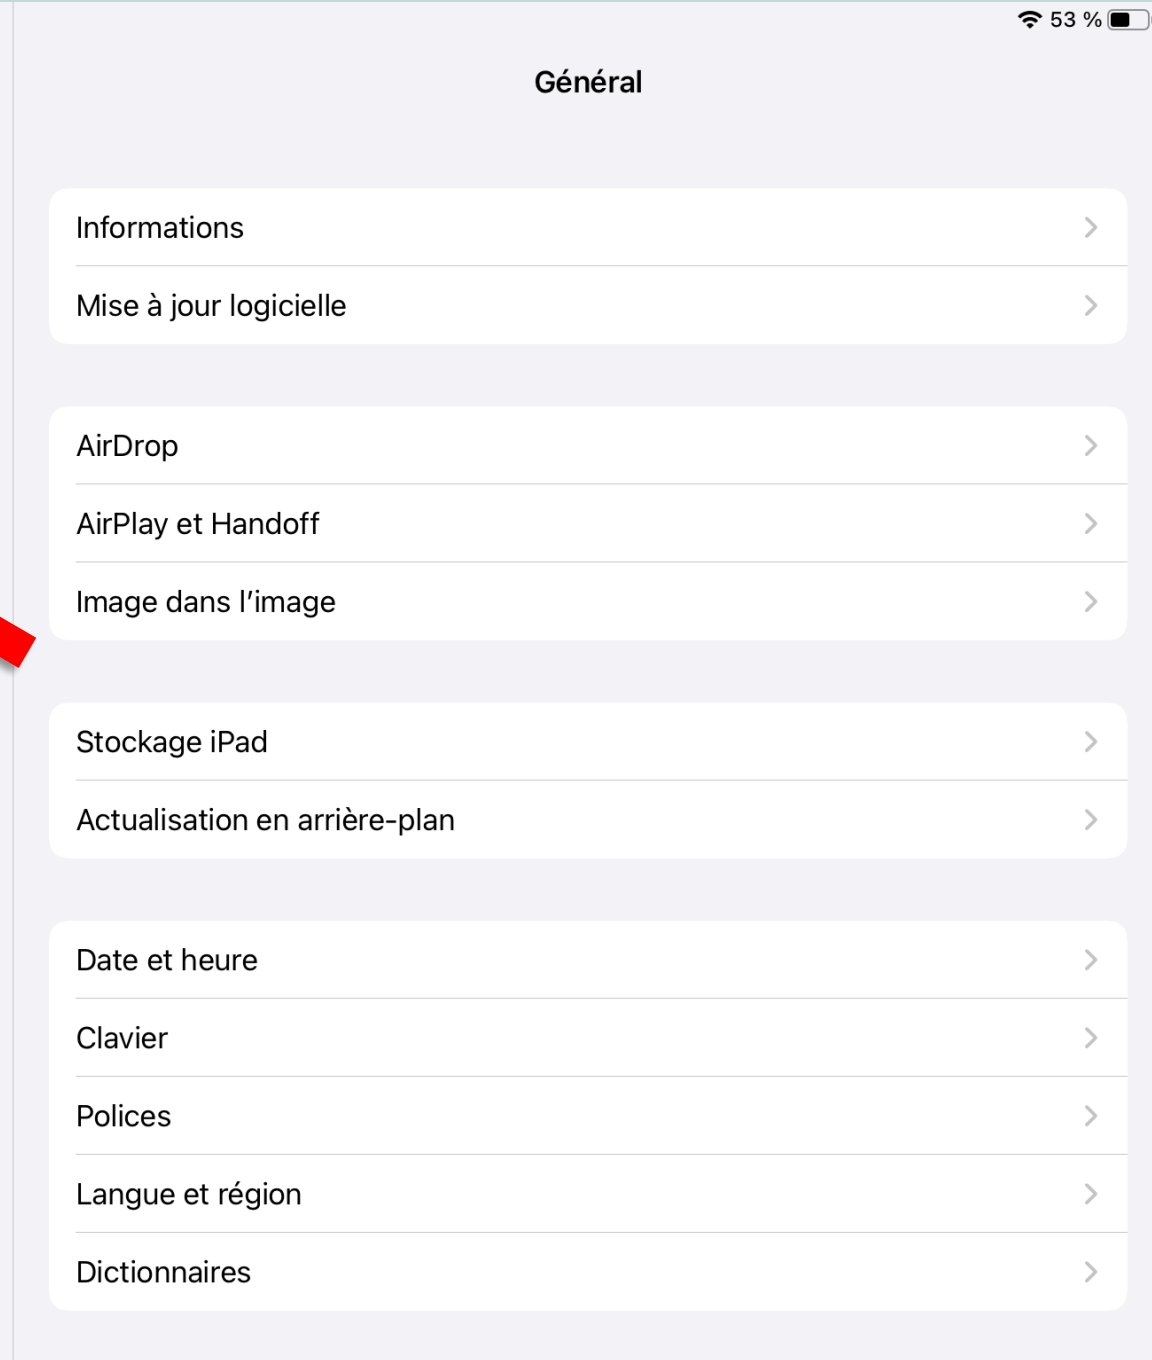 53 %
Général
Informations
Mise à jour logicielle
AirDrop
AirPlay et Handoff
Image dans l’image
Stockage iPad
Actualisation en arrière-plan
Date et heure
Clavier
Polices
Langue et région
Dictionnaires